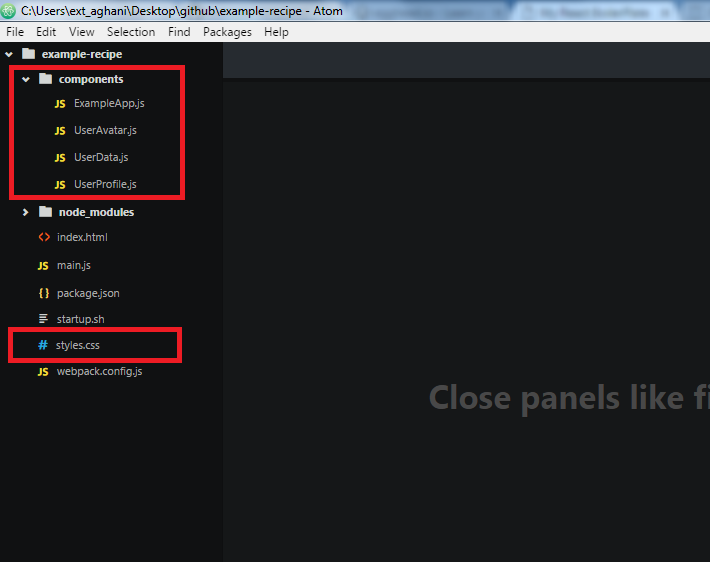 C:\Users\ext_aghani\Desktop\github\example-recipe - Atom
File Edit View Selection Find Packages Help
example-recipe
components
JS ExampleApp.js
JS UserAvatar.js
JS UserData.js
JS UserProfile.js
node_modules
<> index.html
JS main.js
{ } package.json
startup.sh
# styles.css
JS webpack.config.js
Close panels like fi